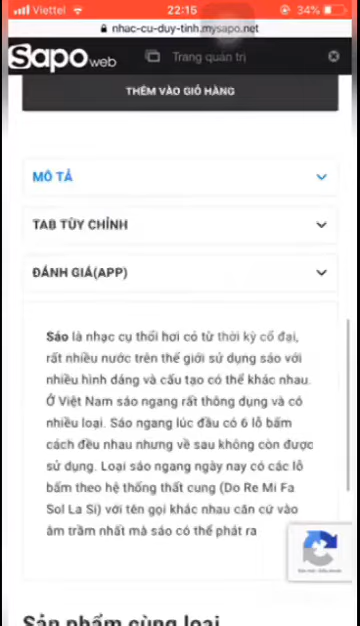 Viettel 22:15 34%
nhac-cu-duy-tinh.mysapo.net
Sapo web Trang quản trị
THÊM VÀO GIỎ HÀNG
MÔ TẢ
TAB TÙY CHỈNH
ĐÁNH GIÁ(APP)
Sáo là nhạc cụ thổi hơi có từ thời kỳ cổ đại,
rất nhiều nước trên thế giới sử dụng sáo với
nhiều hình dáng và cấu tạo có thể khác nhau.
Ở Việt Nam sáo ngang rất thông dụng và có
nhiều loại. Sáo ngang lúc đầu có 6 lỗ bấm
cách đều nhau nhưng về sau không còn được
sử dụng. Loại sáo ngang ngày nay có các lỗ
bấm theo hệ thống thất cung (Do Re Mi Fa
Sol La Si) với tên gọi khác nhau căn cứ vào
âm trầm nhất mà sáo có thể phát ra
Sản phẩm cùng loại